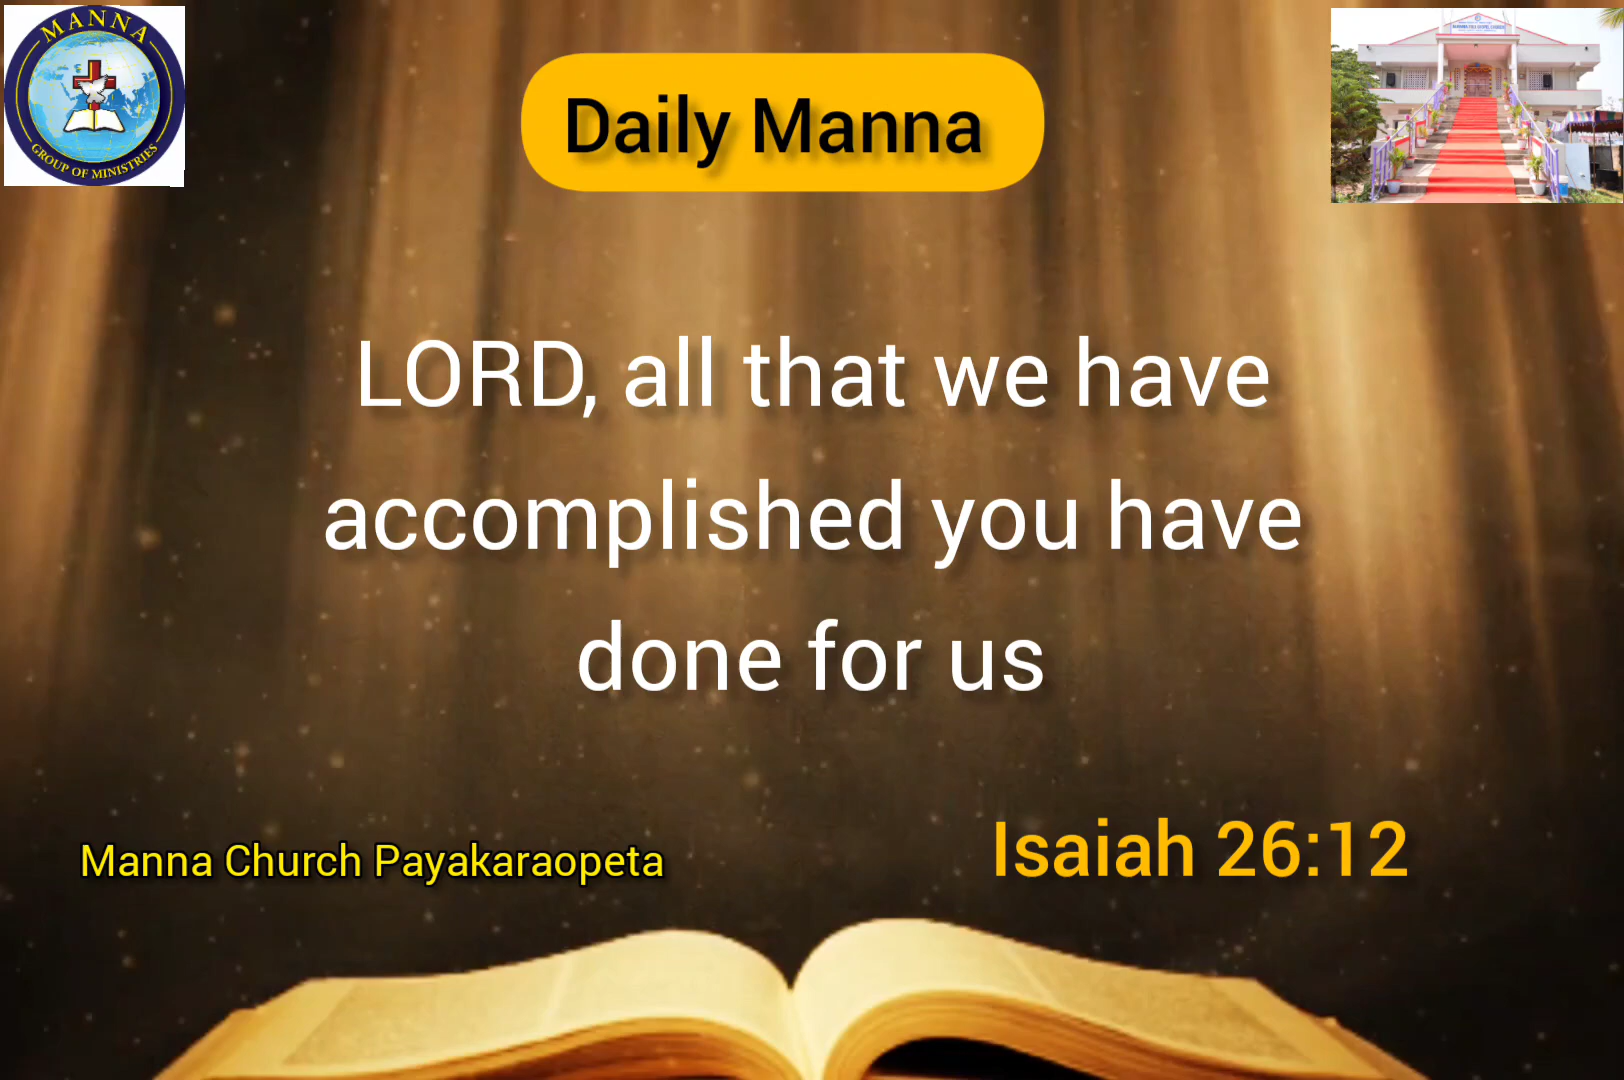 MANNA
GROUP OF MINISTRIES
Daily Manna
LORD, all that we have
accomplished you have
done for us
Manna Church Payakaraopeta
Isaiah 26:12